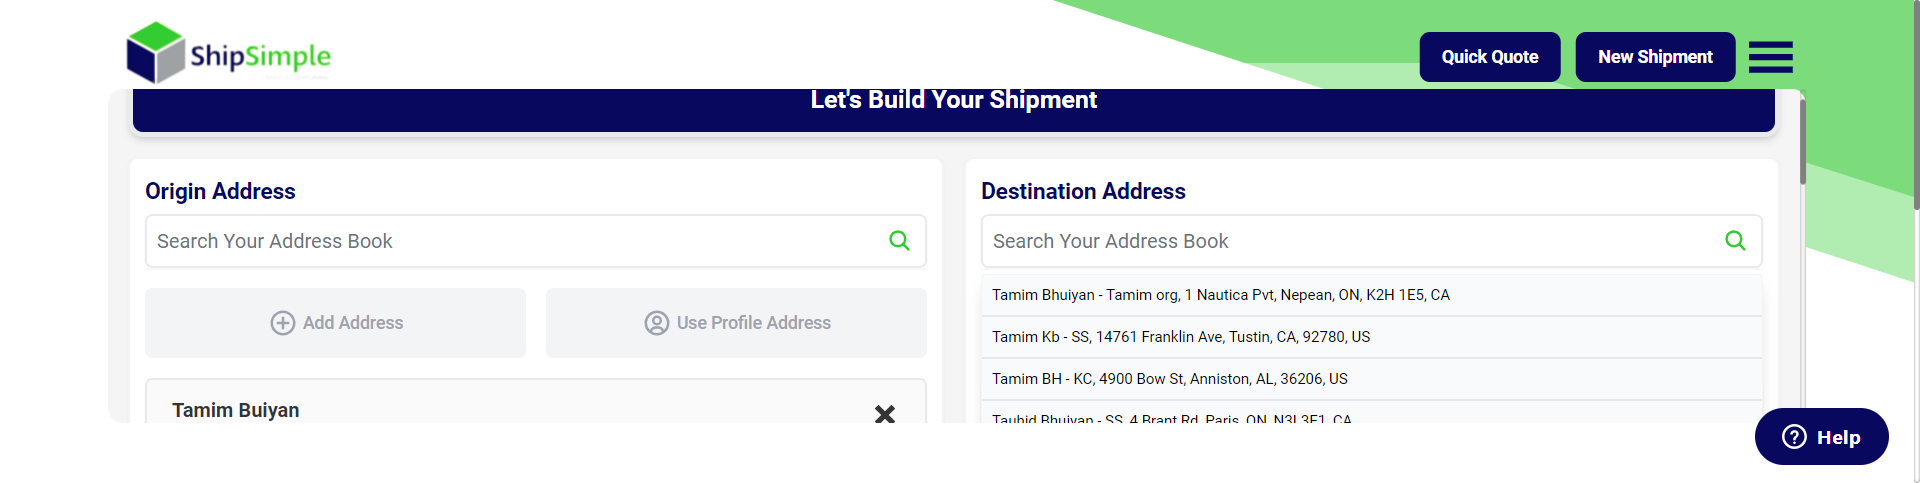 ShipSimple
Quick Quote
New Shipment
Let's Build Your Shipment
Origin Address
Search Your Address Book
Add Address
Use Profile Address
Tamim Buiyan
Destination Address
Search Your Address Book
Tamim Bhuiyan - Tamim org, 1 Nautica Pvt, Nepean, ON, K2H 1E5, CA
Tamim Kb - SS, 14761 Franklin Ave, Tustin, CA, 92780, US
Tamim BH - KC, 4900 Bow St, Anniston, AL, 36206, US
Tauhid Bhuiyan - SS, 4 Brant Rd, Paris, ON, N3L3E1, CA
Help